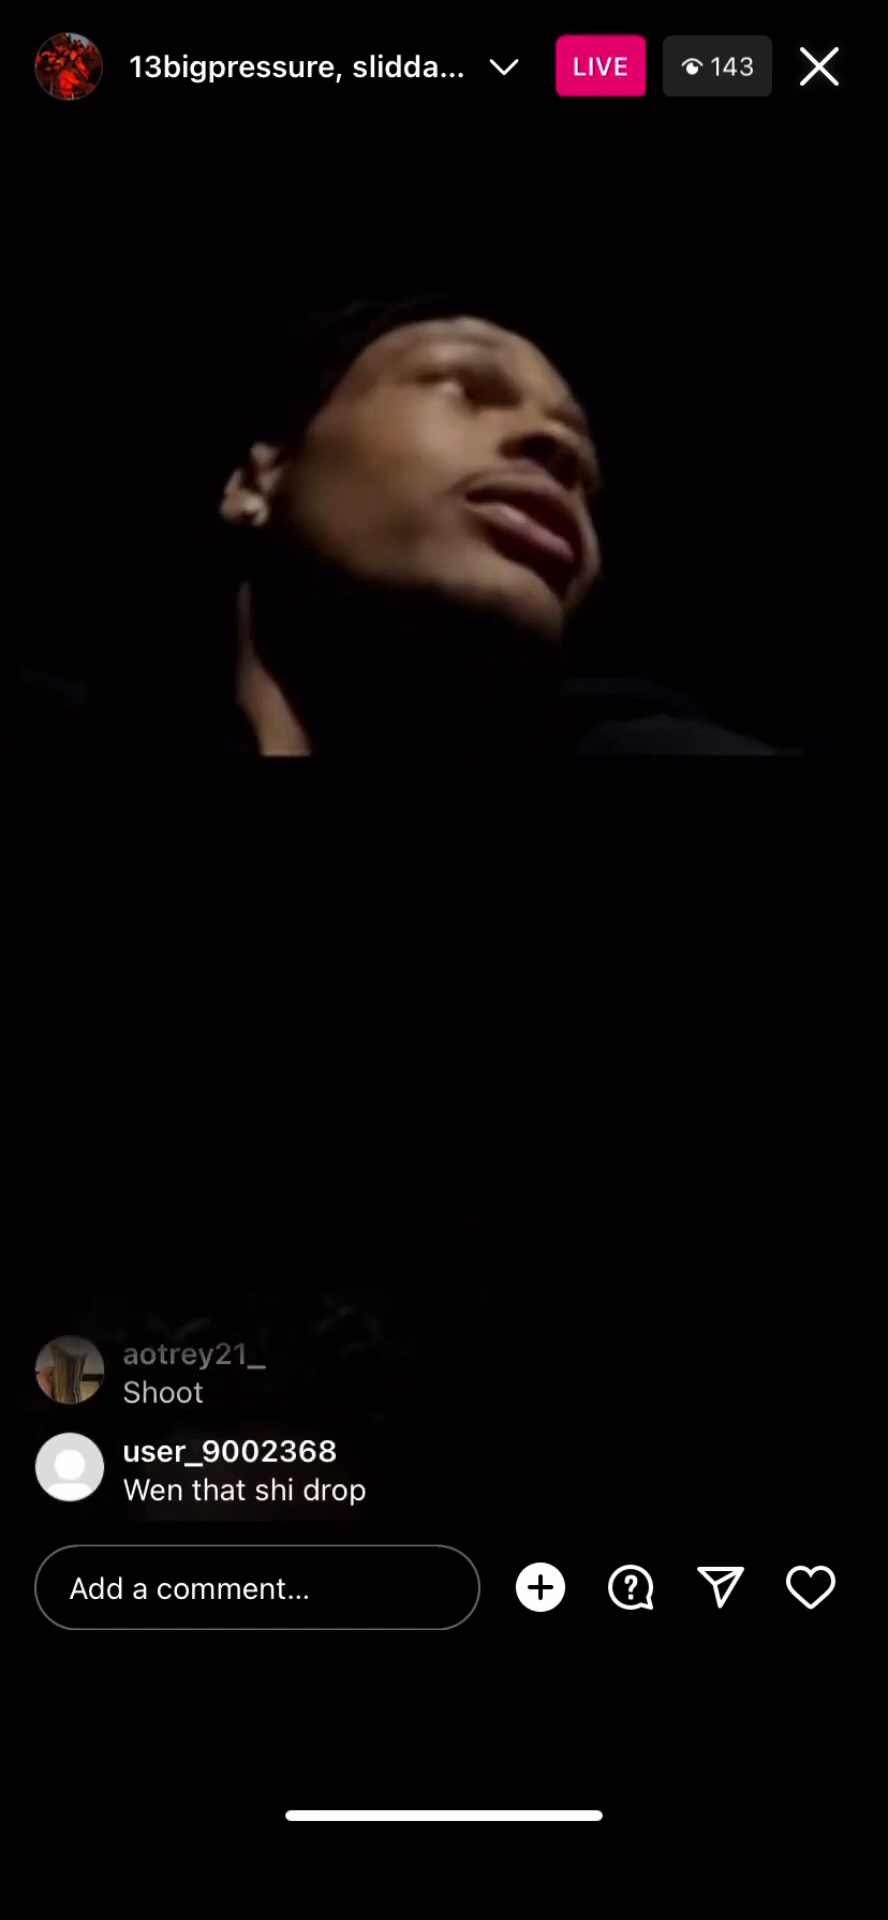 13bigpressure, slidda...
LIVE
143
aotrey21_
Shoot
user_9002368
Wen that shi drop
Add a comment...